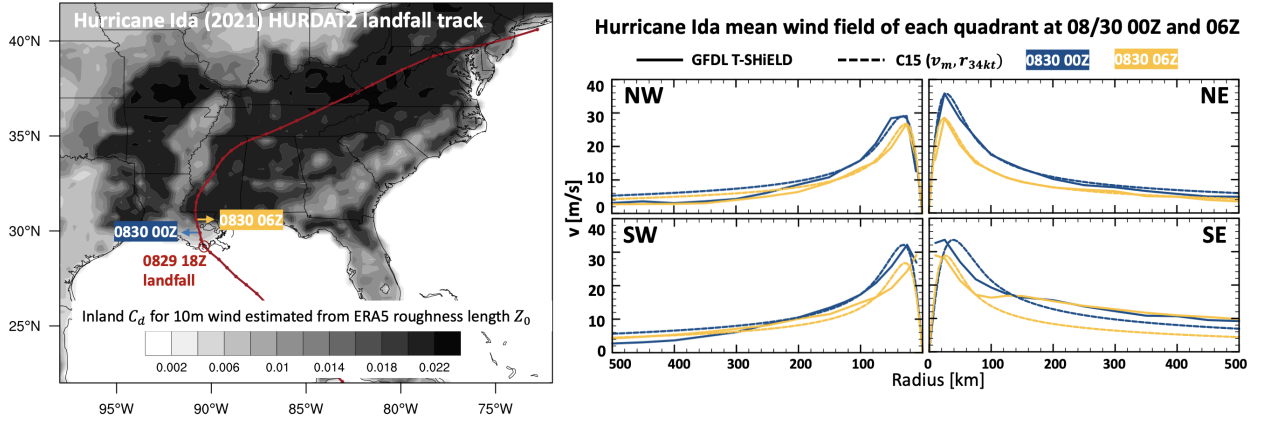 Hurricane Ida (2021) HURDAT2 landfall track
40°N
35°N
30°N
25°N
95°W
90°W
85°W
80°W
75°W
0830 00Z
0830 06Z
0829 18Z
landfall
Inland C_d for 10m wind estimated from ERA5 roughness length Z_0
0.002 0.006 0.01 0.014 0.018 0.022
Hurricane Ida mean wind field of each quadrant at 08/30 00Z and 06Z
GFDL T-SHiELD
C15 (v_m, r_34kt)
0830 00Z
0830 06Z
NW
NE
SW
SE
40
30
20
10
0
40
30
20
10
0
v [m/s]
500 400 300 200 100 0 100 200 300 400 500
Radius [km]